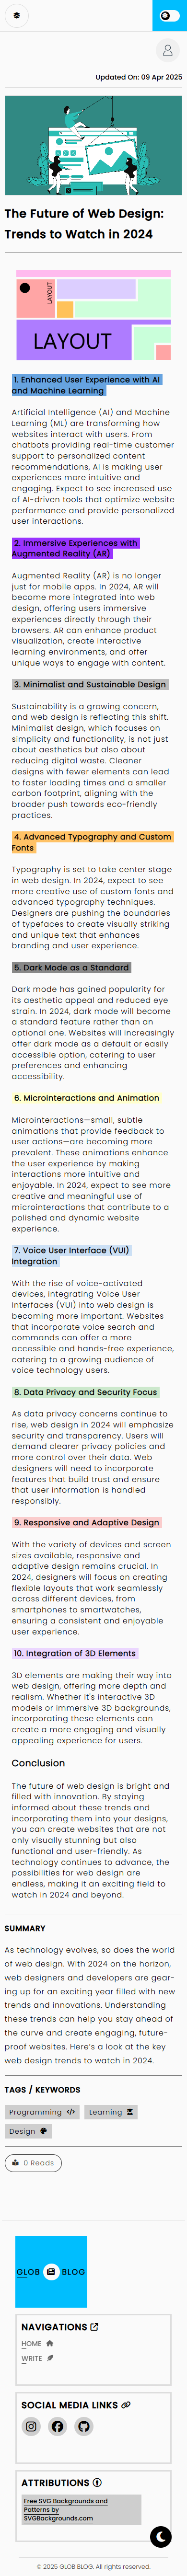 Updated On: 09 Apr 2025
The Future of Web Design:
Trends to Watch in 2024
LAYOUT
LAYOUT
1. Enhanced User Experience with AI
and Machine Learning
Artificial Intelligence (AI) and Machine
Learning (ML) are transforming how
websites interact with users. From
chatbots providing real-time customer
support to personalized content
recommendations, AI is making user
experiences more intuitive and
engaging. Expect to see increased use
of AI-driven tools that optimize website
performance and provide personalized
user interactions.
2. Immersive Experiences with
Augmented Reality (AR)
Augmented Reality (AR) is no longer
just for mobile apps. In 2024, AR will
become more integrated into web
design, offering users immersive
experiences directly through their
browsers. AR can enhance product
visualization, create interactive
learning environments, and offer
unique ways to engage with content.
3. Minimalist and Sustainable Design
Sustainability is a growing concern,
and web design is reflecting this shift.
Minimalist design, which focuses on
simplicity and functionality, is not just
about aesthetics but also about
reducing digital waste. Cleaner
designs with fewer elements can lead
to faster loading times and a smaller
carbon footprint, aligning with the
broader push towards eco-friendly
practices.
4. Advanced Typography and Custom
Fonts
Typography is set to take center stage
in web design. In 2024, expect to see
more creative use of custom fonts and
advanced typography techniques.
Designers are pushing the boundaries
of typefaces to create visually striking
and unique text that enhances
branding and user experience.
5. Dark Mode as a Standard
Dark mode has gained popularity for
its aesthetic appeal and reduced eye
strain. In 2024, dark mode will become
a standard feature rather than an
optional one. Websites will increasingly
offer dark mode as a default or easily
accessible option, catering to user
preferences and enhancing
accessibility.
6. Microinteractions and Animation
Microinteractions—small, subtle
animations that provide feedback to
user actions—are becoming more
prevalent. These animations enhance
the user experience by making
interactions more intuitive and
enjoyable. In 2024, expect to see more
creative and meaningful use of
microinteractions that contribute to a
polished and dynamic website
experience.
7. Voice User Interface (VUI)
Integration
With the rise of voice-activated
devices, integrating Voice User
Interfaces (VUI) into web design is
becoming more important. Websites
that incorporate voice search and
commands can offer a more
accessible and hands-free experience,
catering to a growing audience of
voice technology users.
8. Data Privacy and Security Focus
As data privacy concerns continue to
rise, web design in 2024 will emphasize
security and transparency. Users will
demand clearer privacy policies and
more control over their data. Web
designers will need to incorporate
features that build trust and ensure
that user information is handled
responsibly.
9. Responsive and Adaptive Design
With the variety of devices and screen
sizes available, responsive and
adaptive design remains crucial. In
2024, designers will focus on creating
flexible layouts that work seamlessly
across different devices, from
smartphones to smartwatches,
ensuring a consistent and enjoyable
user experience.
10. Integration of 3D Elements
3D elements are making their way into
web design, offering more depth and
realism. Whether it's interactive 3D
models or immersive 3D backgrounds,
incorporating these elements can
create a more engaging and visually
appealing experience for users.
Conclusion
The future of web design is bright and
filled with innovation. By staying
informed about these trends and
incorporating them into your designs,
you can create websites that are not
only visually stunning but also
functional and user-friendly. As
technology continues to advance, the
possibilities for web design are
endless, making it an exciting field to
watch in 2024 and beyond.
SUMMARY
As technology evolves, so does the world
of web design. With 2024 on the horizon,
web designers and developers are gear-
ing up for an exciting year filled with new
trends and innovations. Understanding
these trends can help you stay ahead of
the curve and create engaging, future-
proof websites. Here's a look at the key
web design trends to watch in 2024.
TAGS / KEYWORDS
Programming
Learning
Design
0 Reads
GLOB BLOG
NAVIGATIONS
HOME
WRITE
SOCIAL MEDIA LINKS
ATTRIBUTIONS
Free SVG Backgrounds and
Patterns by
SVGBackgrounds.com
© 2025 GLOB BLOG. All rights reserved.